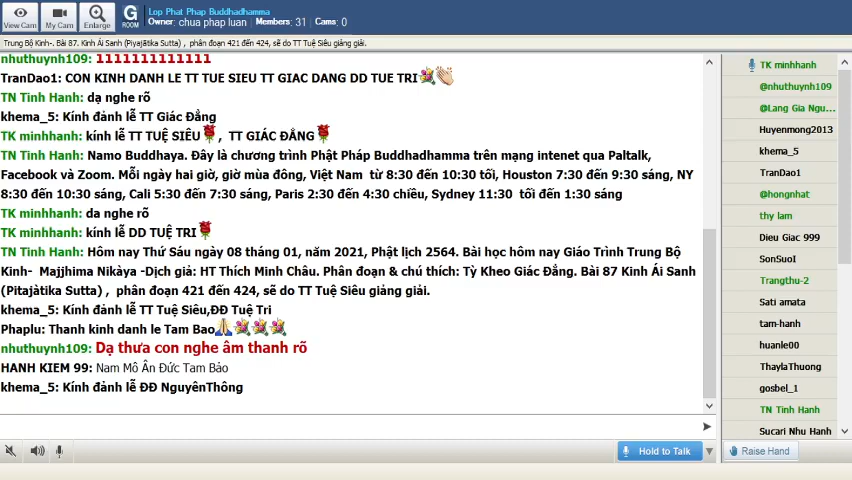 View Cam
My Cam
Enlarge
G
ROOM
Lop Phat Phap Buddhadhamma
Owner: chua phap luan Members: 31 Cams: 0
Trung Bộ Kinh-. Bài 87. Kinh Ái Sanh (Piyajātika Sutta) , phân đoạn 421 đến 424, sẽ do TT Tuệ Siêu giảng giải.
nhuthuynh109: 1111111111111
TranDao1: CON KINH DANH LE TT TUE SIEU TT GIAC DANG DD TUE TRI
TN Tinh Hanh: dạ nghe rõ
khema_5: Kính đảnh lễ TT Giác Đẳng
TK minhhanh: kính lễ TT TUỆ SIÊU , TT GIÁC ĐẲNG
TN Tinh Hanh: Namo Buddhaya. Đây là chương trình Phật Pháp Buddhadhamma trên mạng intenet qua Paltalk,
Facebook và Zoom. Mỗi ngày hai giờ, giờ mùa đông, Việt Nam từ 8:30 đến 10:30 tối, Houston 7:30 đến 9:30 sáng, NY
8:30 đến 10:30 sáng, Cali 5:30 đến 7:30 sáng, Paris 2:30 đến 4:30 chiều, Sydney 11:30 tối đến 1:30 sáng
TK minhhanh: da nghe rõ
TK minhhanh: kính lễ DD TUỆ TRI
TN Tinh Hanh: Hôm nay Thứ Sáu ngày 08 tháng 01, năm 2021, Phật lịch 2564. Bài học hôm nay Giáo Trình Trung Bộ
Kinh- Majjhima Nikàya -Dịch giả: HT Thích Minh Châu. Phân đoạn & chú thích: Tỳ Kheo Giác Đẳng. Bài 87 Kinh Ái Sanh
(Pitajàtika Sutta) , phân đoạn 421 đến 424, sẽ do TT Tuệ Siêu giảng giải.
khema_5: Kính đảnh lễ TT Tuệ Siêu,ĐĐ Tuệ Tri
Phaplu: Thanh kinh danh le Tam Bao
nhuthuynh109: Dạ thưa con nghe âm thanh rõ
HANH KIEM 99: Nam Mô Ân Đức Tam Bảo
khema_5: Kính đảnh lễ ĐĐ NguyênThông
Hold to Talk
TK minhhanh
@nhuthuynh109
@Lang Gia Ngu...
Huyenmong2013
khema_5
TranDao1
@hongnhat
thy lam
Dieu Giac 999
SonSuoI
Trangthu-2
Sati amata
tam-hanh
huanle00
ThaylaThuong
gosbel_1
TN Tinh Hanh
Sucari Nhu Hanh
Raise Hand